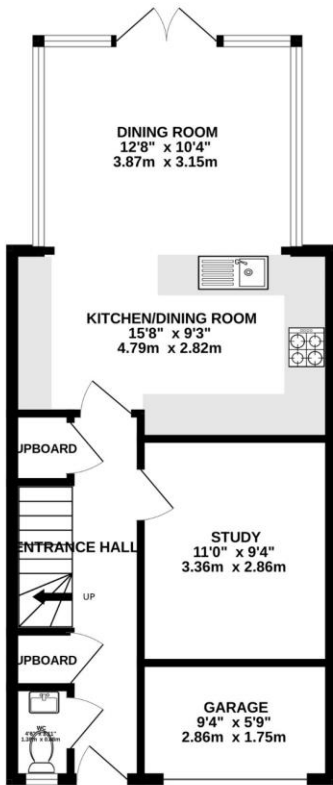 DINING ROOM
12'8" x 10'4"
3.87m x 3.15m
KITCHEN/DINING ROOM
15'8" x 9'3"
4.79m x 2.82m
UPBOARD
ENTRANCE HALL
STUDY
11'0" x 9'4"
3.36m x 2.86m
UP
UPBOARD
WC
GARAGE
9'4" x 5'9"
2.86m x 1.75m